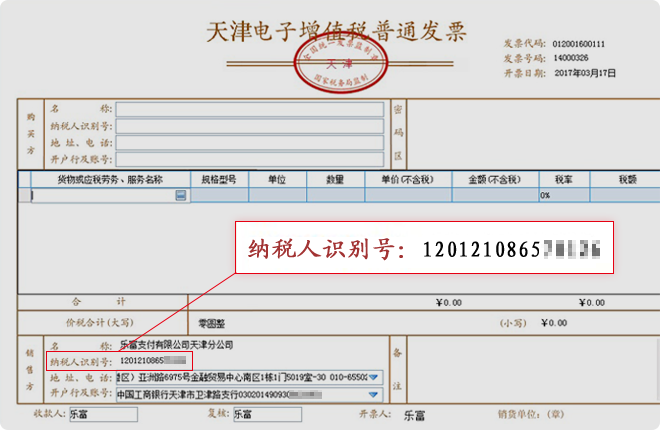 天津电子增值税普通发票
全国统一发票监制章
天津
国家税务局监制
发票代码: 012001600111
发票号码: 14000326
开票日期: 2017年03月17日
购买方
名 称:
纳税人识别号:
地 址、电 话:
开户行及账号:
密码区
货物或应税劳务、服务名称 规格型号 单位 数量 单价(不含税) 金额(不含税) 税率 税额
0%
纳税人识别号: 1201210865
合 计 ¥0.00 ¥0.00
价税合计(大写) 零圆整 (小写) ¥0.00
销售方
名 称: 乐富支付有限公司天津分公司
纳税人识别号: 1201210865
地 址、电 话: 区) 亚洲路6975号金融贸易中心南区1栋1门5019室-30 010-6550
开户行及账号: 中国工商银行天津市卫津路支行030201490930
备注
收款人: 乐富 复核: 乐富 开票人: 乐富 销货单位: (章)